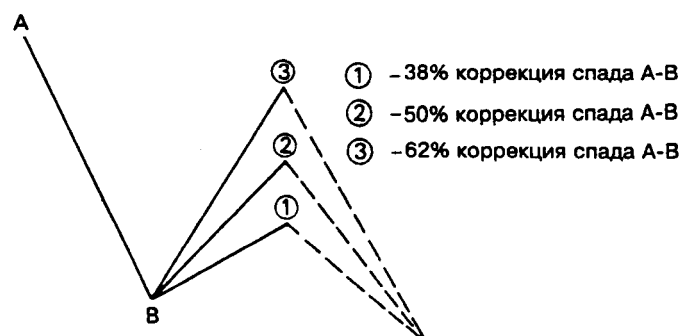 A
③
① – 38% коррекция спада А-В
② – 50% коррекция спада А-В
②
③ – 62% коррекция спада А-В
①
B